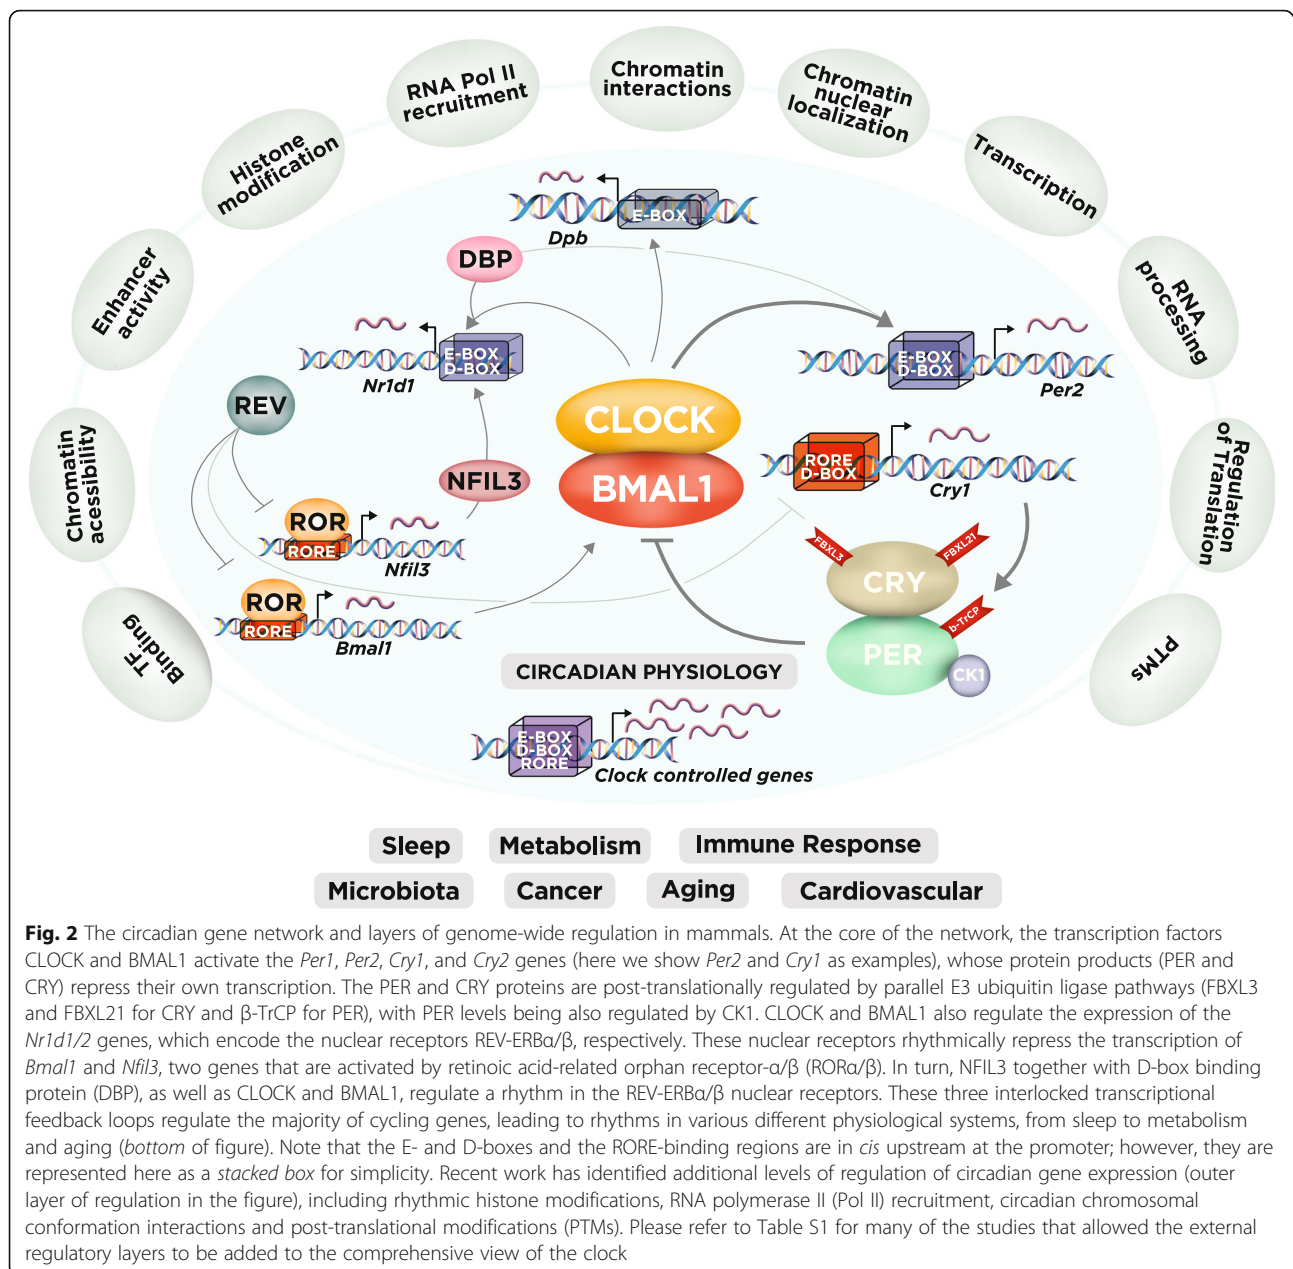 RNA Pol II
recruitment
Chromatin
interactions
Chromatin
nuclear
localization
Histone
modification
Transcription
Enhancer
activity
RNA
processing
Chromatin
acessibility
Regulation
of Translation
TF
Binding
PTMs
E-BOX
Dpb
DBP
E-BOX
D-BOX
Nr1d1
E-BOX
D-BOX
Per2
REV
CLOCK
BMAL1
NFIL3
RORE
D-BOX
Cry1
ROR
RORE
Nfil3
FBXL3
FBXL21
CRY
ROR
RORE
Bmal1
b-TrCP
PER
CK1
CIRCADIAN PHYSIOLOGY
E-BOX
D-BOX
RORE
Clock controlled genes
Sleep
Metabolism
Immune Response
Microbiota
Cancer
Aging
Cardiovascular
Fig. 2 The circadian gene network and layers of genome-wide regulation in mammals. At the core of the network, the transcription factors
CLOCK and BMAL1 activate the Per1, Per2, Cry1, and Cry2 genes (here we show Per2 and Cry1 as examples), whose protein products (PER and
CRY) repress their own transcription. The PER and CRY proteins are post-translationally regulated by parallel E3 ubiquitin ligase pathways (FBXL3
and FBXL21 for CRY and β-TrCP for PER), with PER levels being also regulated by CK1. CLOCK and BMAL1 also regulate the expression of the
Nr1d1/2 genes, which encode the nuclear receptors REV-ERBα/β, respectively. These nuclear receptors rhythmically repress the transcription of
Bmal1 and Nfil3, two genes that are activated by retinoic acid-related orphan receptor-α/β (RORα/β). In turn, NFIL3 together with D-box binding
protein (DBP), as well as CLOCK and BMAL1, regulate a rhythm in the REV-ERBα/β nuclear receptors. These three interlocked transcriptional
feedback loops regulate the majority of cycling genes, leading to rhythms in various different physiological systems, from sleep to metabolism
and aging (bottom of figure). Note that the E- and D-boxes and the RORE-binding regions are in cis upstream at the promoter; however, they are
represented here as a stacked box for simplicity. Recent work has identified additional levels of regulation of circadian gene expression (outer
layer of regulation in the figure), including rhythmic histone modifications, RNA polymerase II (Pol II) recruitment, circadian chromosomal
conformation interactions and post-translational modifications (PTMs). Please refer to Table S1 for many of the studies that allowed the external
regulatory layers to be added to the comprehensive view of the clock